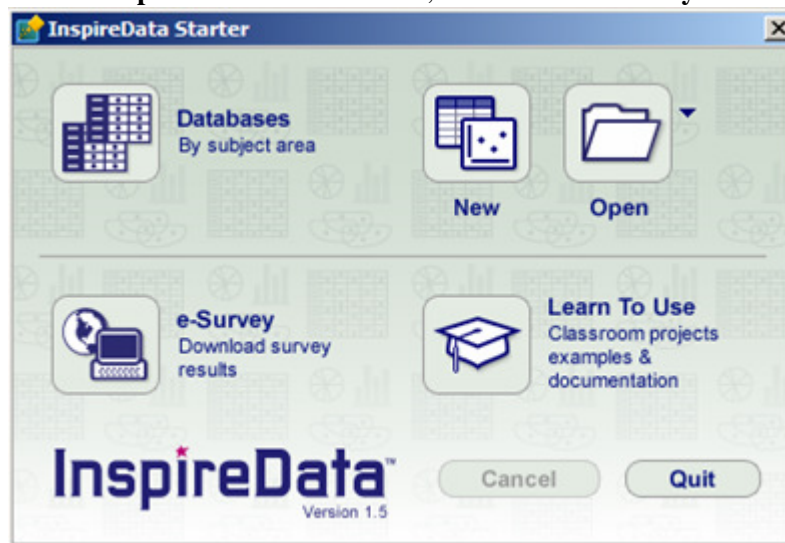 InspireData Starter
Databases
By subject area
New
Open
e-Survey
Download survey
results
Learn To Use
Classroom projects
examples &
documentation
InspireData™
Version 1.5
Cancel
Quit